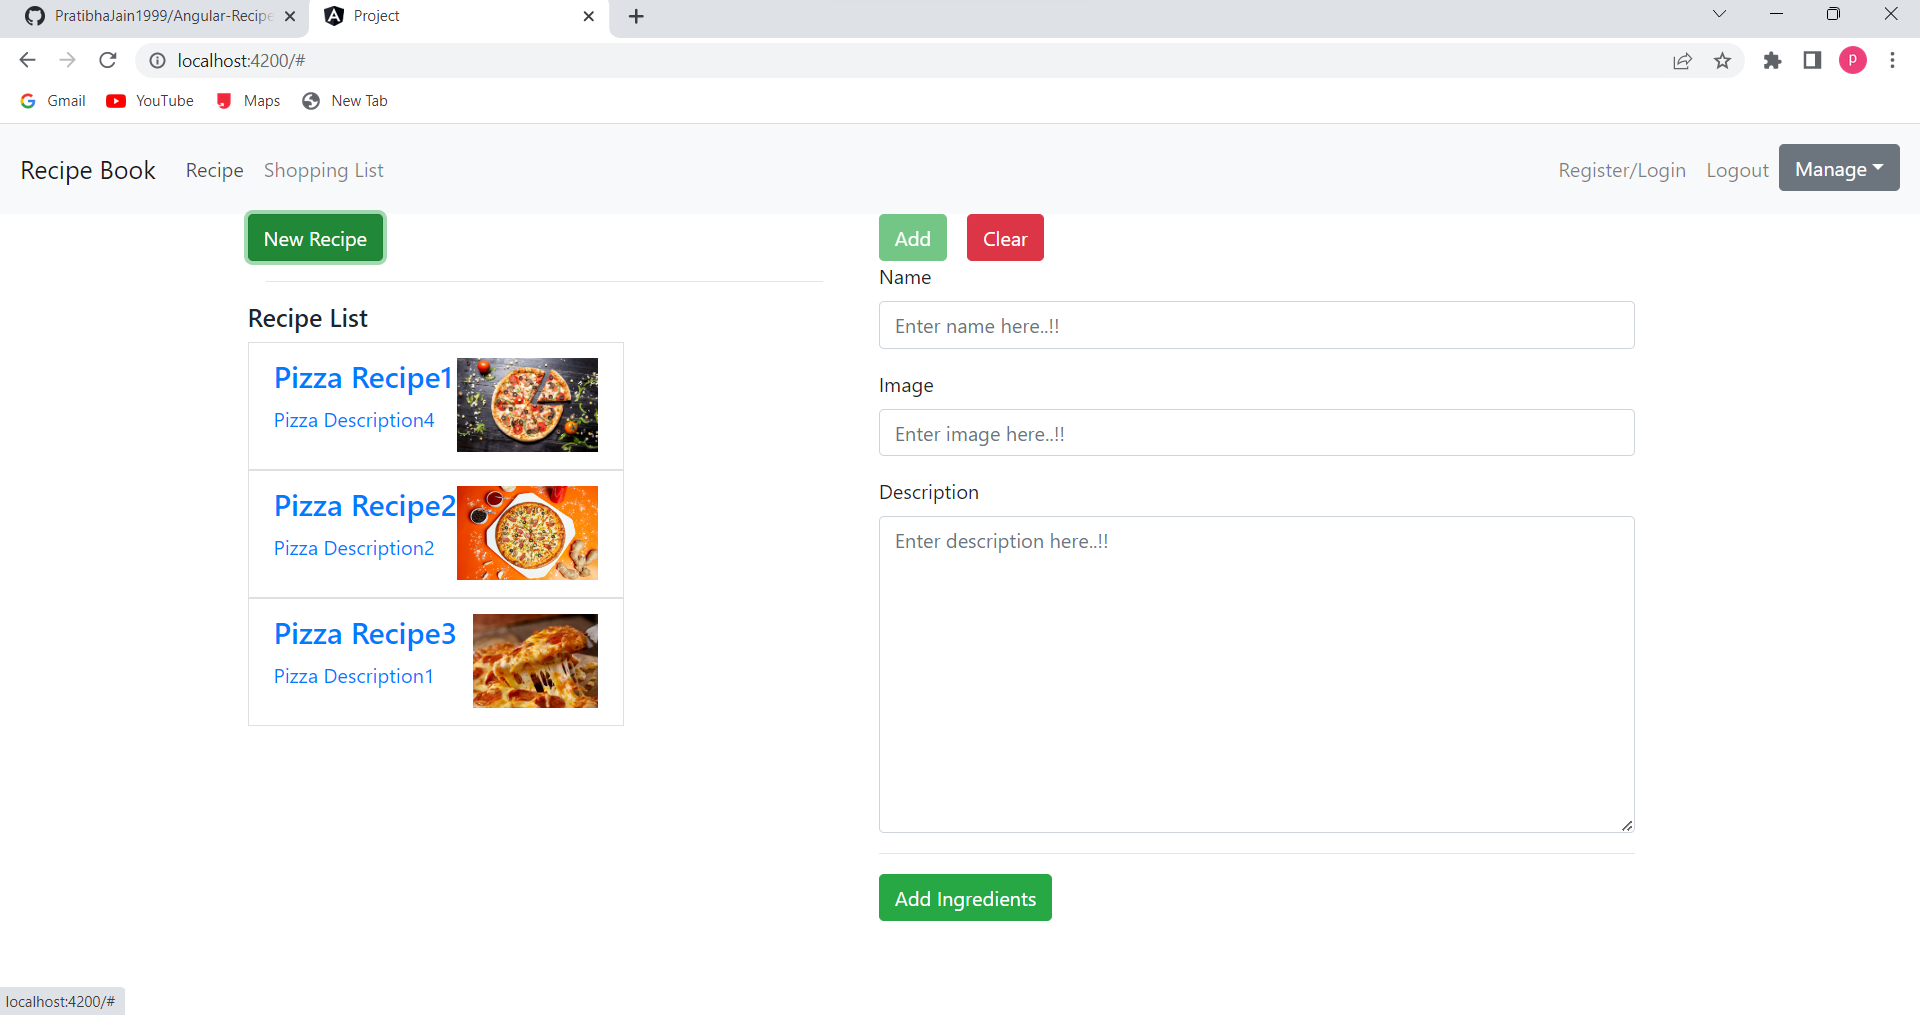 PratibhaJain1999/Angular-Recipe
Project
localhost:4200/#
P
Gmail
YouTube
Maps
New Tab
Recipe Book
Recipe
Shopping List
Register/Login
Logout
Manage
New Recipe
Recipe List
Pizza Recipe1
Pizza Description4
Pizza Recipe2
Pizza Description2
Pizza Recipe3
Pizza Description1
Add
Clear
Name
Enter name here..!!
Image
Enter image here..!!
Description
Enter description here..!!
Add Ingredients
localhost:4200/#